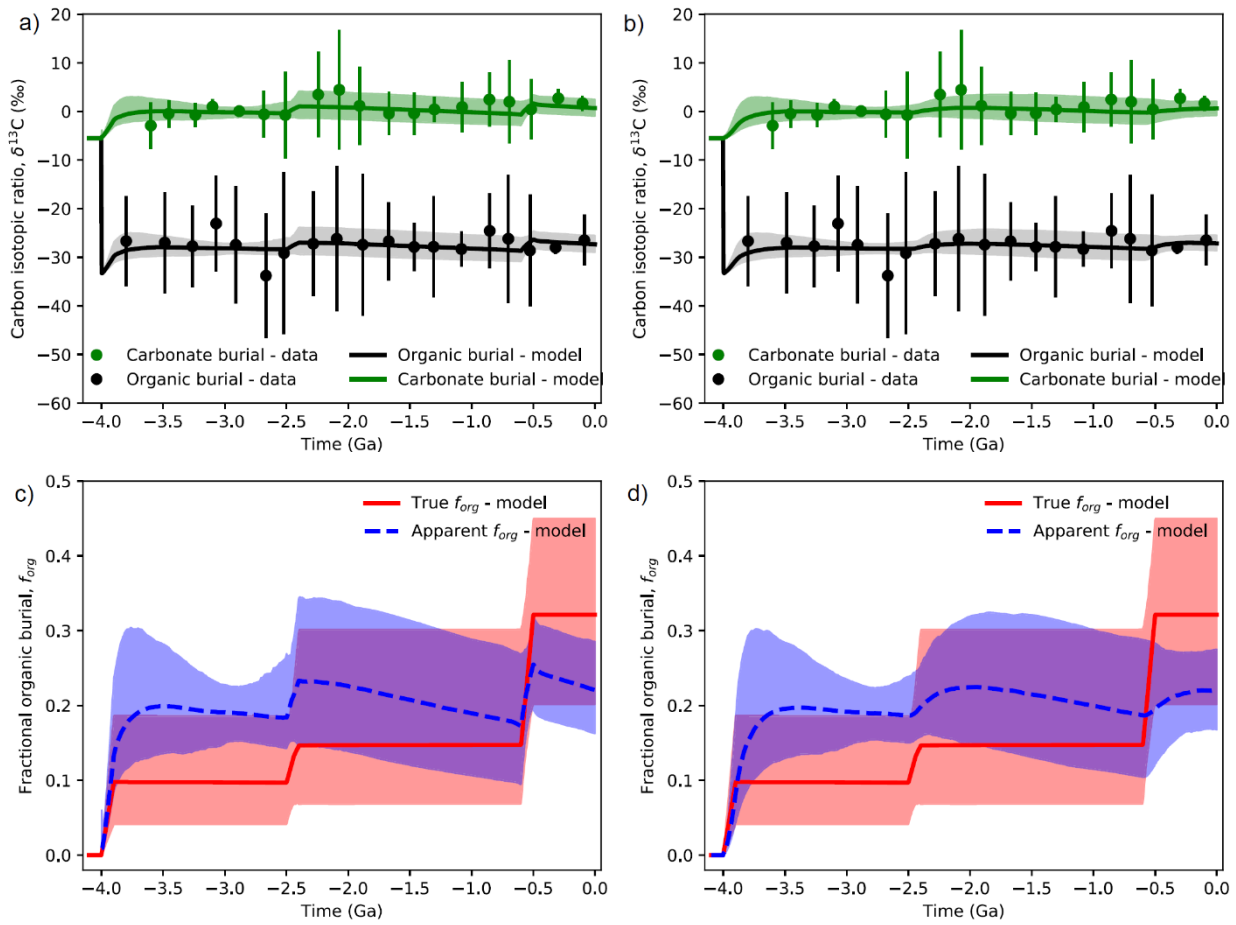 a)
20
10
0
−10
−20
−30
−40
−50
−60
Carbon isotopic ratio, δ¹³C (‰)
Carbonate burial - data
Organic burial - data
Organic burial - model
Carbonate burial - model
−4.0 −3.5 −3.0 −2.5 −2.0 −1.5 −1.0 −0.5 0.0
Time (Ga)
b)
20
10
0
−10
−20
−30
−40
−50
−60
Carbon isotopic ratio, δ¹³C (‰)
Carbonate burial - data
Organic burial - data
Organic burial - model
Carbonate burial - model
−4.0 −3.5 −3.0 −2.5 −2.0 −1.5 −1.0 −0.5 0.0
Time (Ga)
c)
0.5
0.4
0.3
0.2
0.1
0.0
Fractional organic burial, f_org
True f_org - model
Apparent f_org - model
−4.0 −3.5 −3.0 −2.5 −2.0 −1.5 −1.0 −0.5 0.0
Time (Ga)
d)
0.5
0.4
0.3
0.2
0.1
0.0
Fractional organic burial, f_org
True f_org - model
Apparent f_org - model
−4.0 −3.5 −3.0 −2.5 −2.0 −1.5 −1.0 −0.5 0.0
Time (Ga)